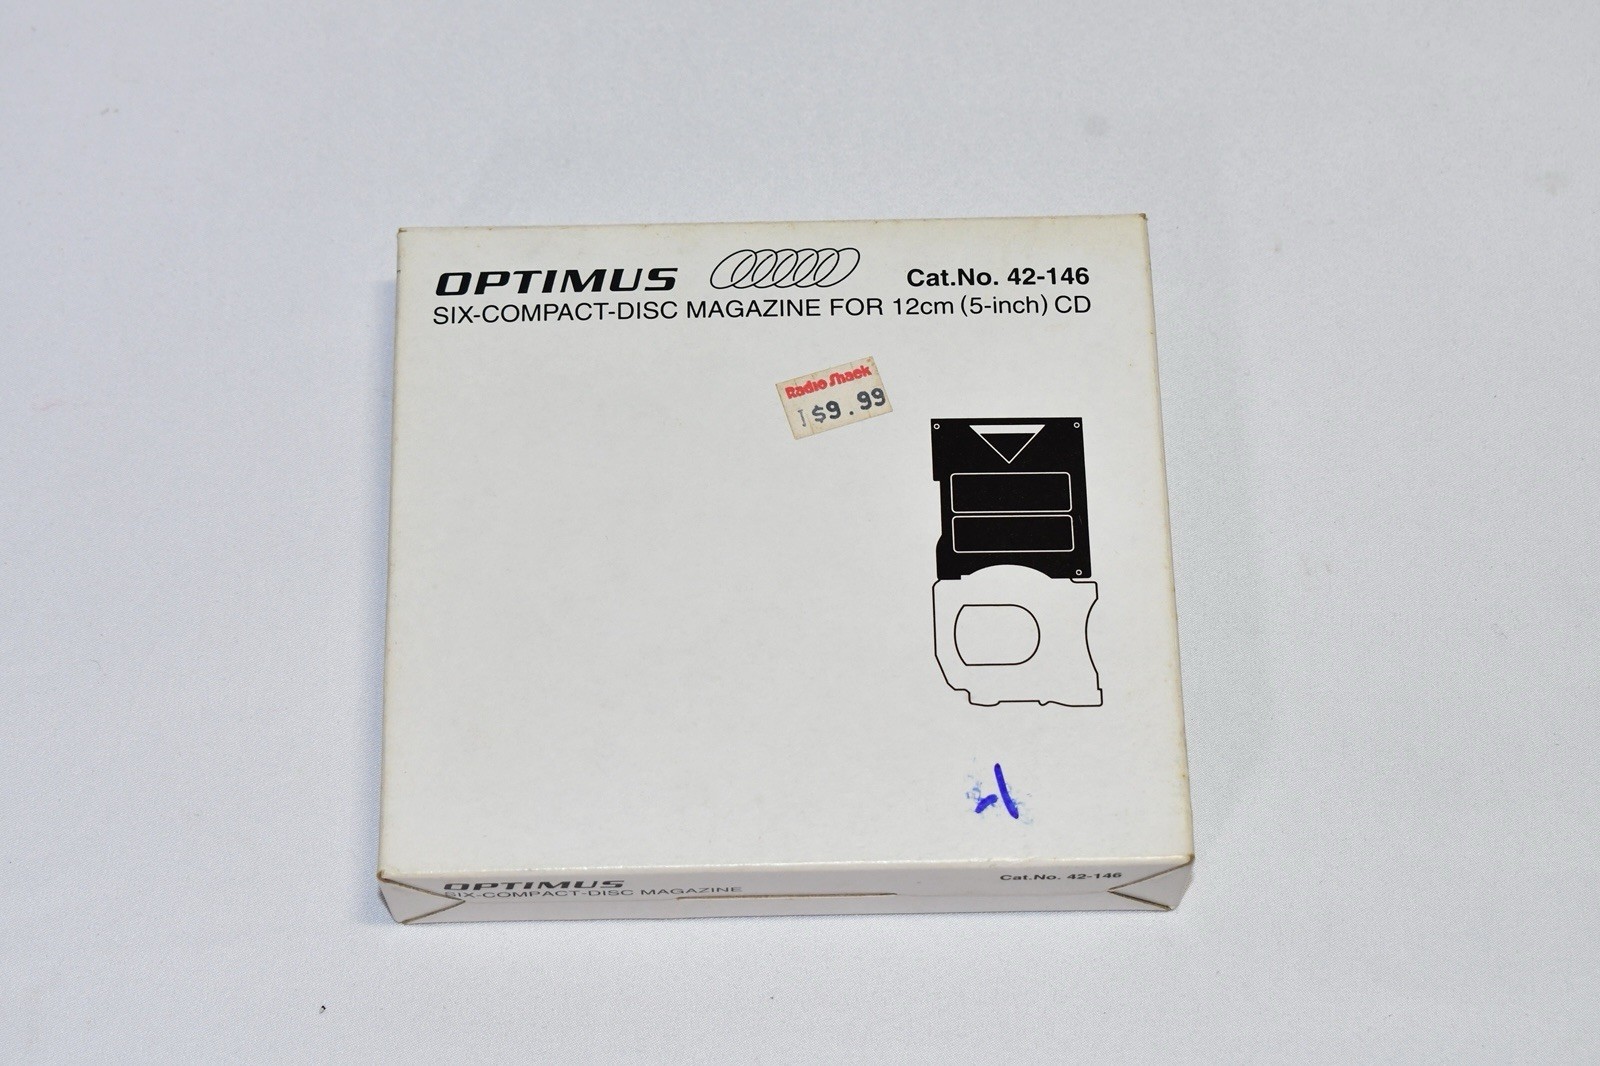 OPTIMUS Cat.No. 42-146
SIX-COMPACT-DISC MAGAZINE FOR 12cm (5-inch) CD
Radio Shack
I $9.99
-1
OPTIMUS Cat.No. 42-146
SIX-COMPACT-DISC MAGAZINE